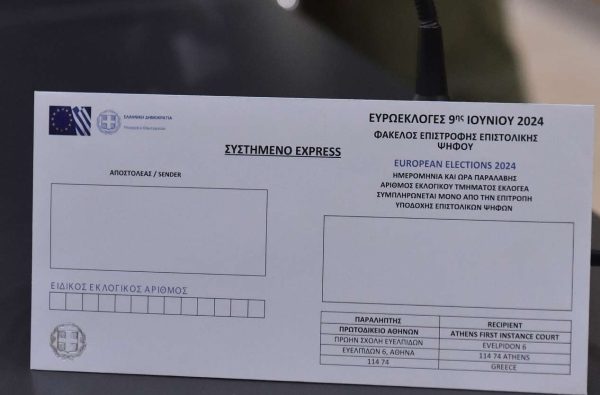 ΕΛΛΗΝΙΚΗ ΔΗΜΟΚΡΑΤΙΑ
Υπουργείο Εσωτερικών
ΕΥΡΩΕΚΛΟΓΕΣ 9ης ΙΟΥΝΙΟΥ 2024
ΦΑΚΕΛΟΣ ΕΠΙΣΤΡΟΦΗΣ ΕΠΙΣΤΟΛΙΚΗΣ
ΨΗΦΟΥ
ΣΥΣΤΗΜΕΝΟ EXPRESS
EUROPEAN ELECTIONS 2024
ΑΠΟΣΤΟΛΕΑΣ / SENDER
ΗΜΕΡΟΜΗΝΙΑ ΚΑΙ ΩΡΑ ΠΑΡΑΛΑΒΗΣ
ΑΡΙΘΜΟΣ ΕΚΛΟΓΙΚΟΥ ΤΜΗΜΑΤΟΣ ΕΚΛΟΓΕΑ
ΣΥΜΠΛΗΡΩΝΕΤΑΙ ΜΟΝΟ ΑΠΟ ΤΗΝ ΕΠΙΤΡΟΠΗ
ΥΠΟΔΟΧΗΣ ΕΠΙΣΤΟΛΙΚΩΝ ΨΗΦΩΝ
ΕΙΔΙΚΟΣ ΕΚΛΟΓΙΚΟΣ ΑΡΙΘΜΟΣ
ΠΑΡΑΛΗΠΤΗΣ RECIPIENT
ΠΡΩΤΟΔΙΚΕΙΟ ΑΘΗΝΩΝ ATHENS FIRST INSTANCE COURT
ΠΡΩΗΝ ΣΧΟΛΗ ΕΥΕΛΠΙΔΩΝ EVELPIDON 6
ΕΥΕΛΠΙΔΩΝ 6, ΑΘΗΝΑ 114 74 ATHENS
114 74 GREECE